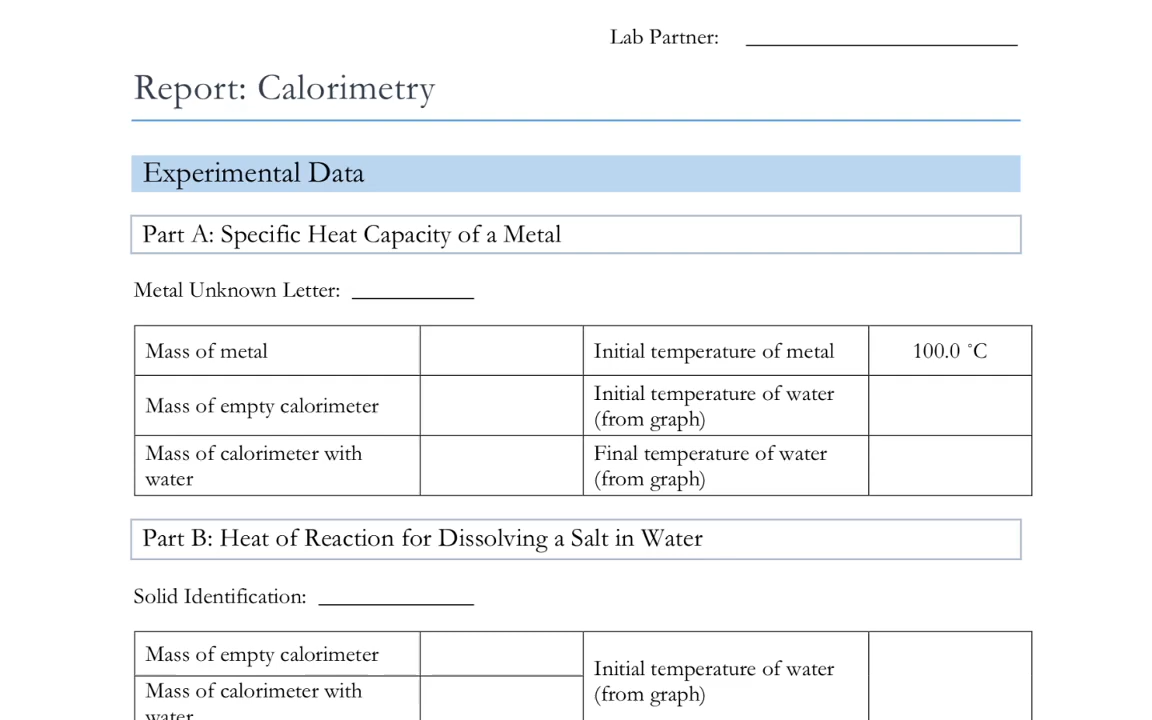 Lab Partner:
Report: Calorimetry
Experimental Data
Part A: Specific Heat Capacity of a Metal
Metal Unknown Letter:
Mass of metal
Initial temperature of metal
100.0 ˚C
Mass of empty calorimeter
Initial temperature of water
(from graph)
Mass of calorimeter with
water
Final temperature of water
(from graph)
Part B: Heat of Reaction for Dissolving a Salt in Water
Solid Identification:
Mass of empty calorimeter
Initial temperature of water
(from graph)
Mass of calorimeter with
water